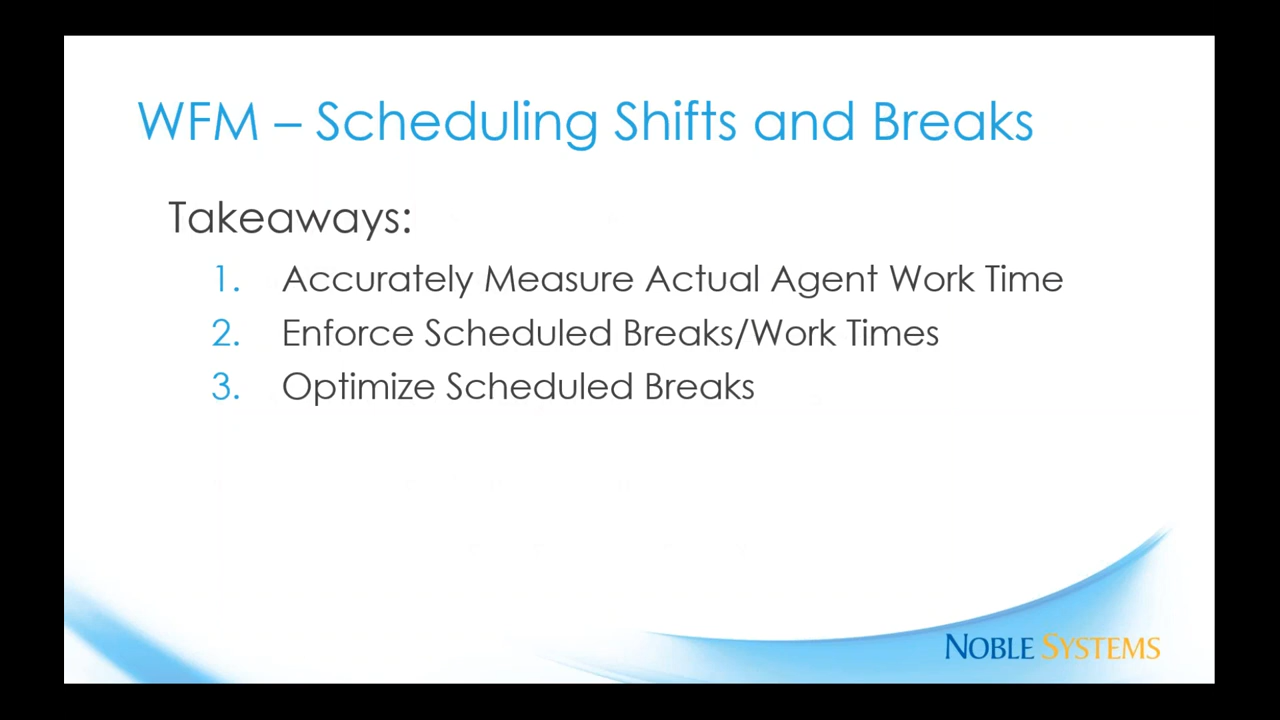 WFM – Scheduling Shifts and Breaks
Takeaways:
1. Accurately Measure Actual Agent Work Time
2. Enforce Scheduled Breaks/Work Times
3. Optimize Scheduled Breaks
NOBLE SYSTEMS